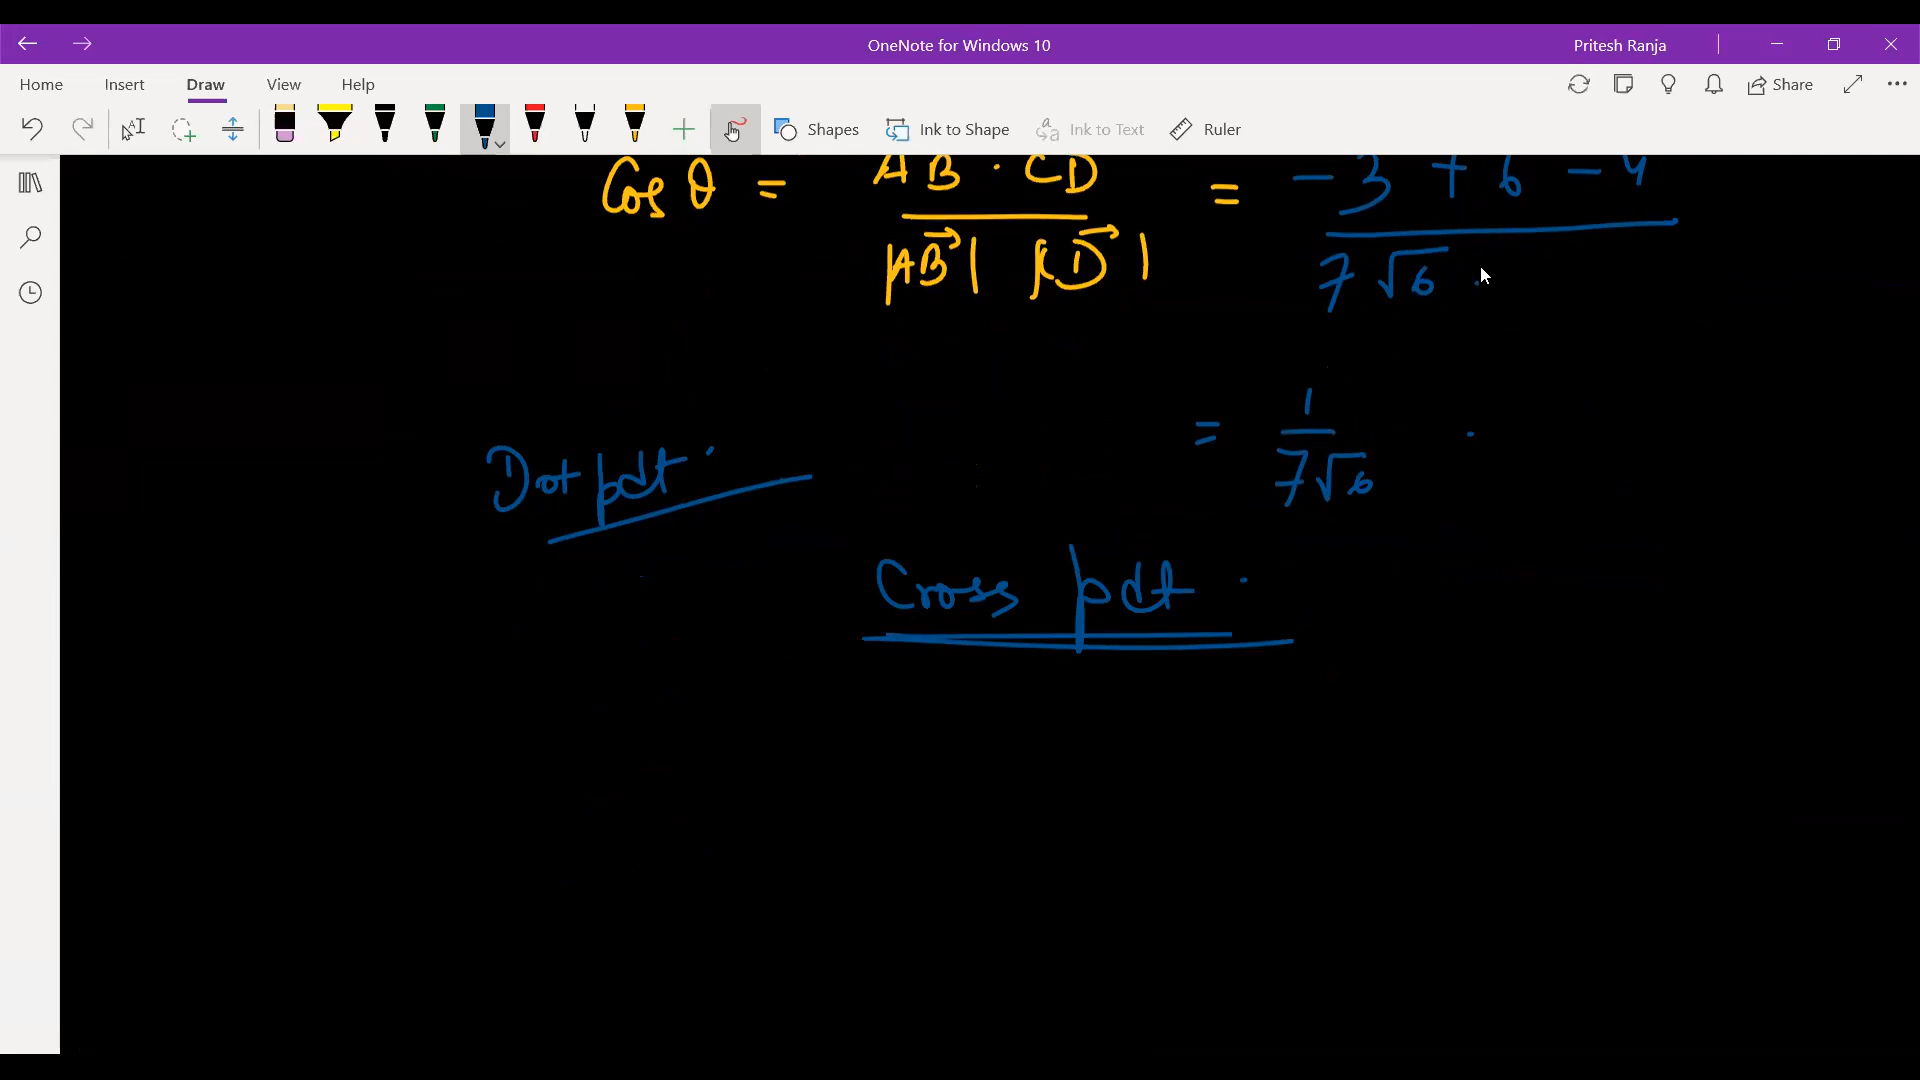 OneNote for Windows 10
Pritesh Ranja
Home Insert Draw View Help
Share
Shapes Ink to Shape Ink to Text Ruler
Cos θ = AB · CD / |AB| |CD| = -3 + 6 - 4 / 7√6
= 1 / 7√6
Dot pdt
Cross pdt